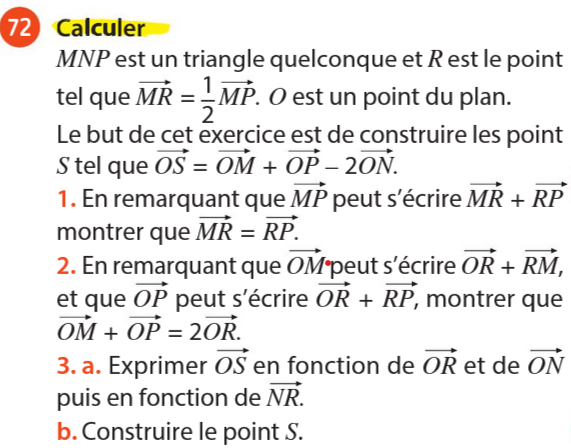 72 Calculer
MNP est un triangle quelconque et R est le point
tel que $\overrightarrow{MR} = \frac{1}{2}\overrightarrow{MP}$. O est un point du plan.
Le but de cet exercice est de construire les point
S tel que $\overrightarrow{OS} = \overrightarrow{OM} + \overrightarrow{OP} - 2\overrightarrow{ON}$.
1. En remarquant que $\overrightarrow{MP}$ peut s'écrire $\overrightarrow{MR} + \overrightarrow{RP}$
montrer que $\overrightarrow{MR} = \overrightarrow{RP}$.
2. En remarquant que $\overrightarrow{OM}$ peut s'écrire $\overrightarrow{OR} + \overrightarrow{RM}$,
et que $\overrightarrow{OP}$ peut s'écrire $\overrightarrow{OR} + \overrightarrow{RP}$, montrer que
$\overrightarrow{OM} + \overrightarrow{OP} = 2\overrightarrow{OR}$.
3. a. Exprimer $\overrightarrow{OS}$ en fonction de $\overrightarrow{OR}$ et de $\overrightarrow{ON}$
puis en fonction de $\overrightarrow{NR}$.
b. Construire le point S.